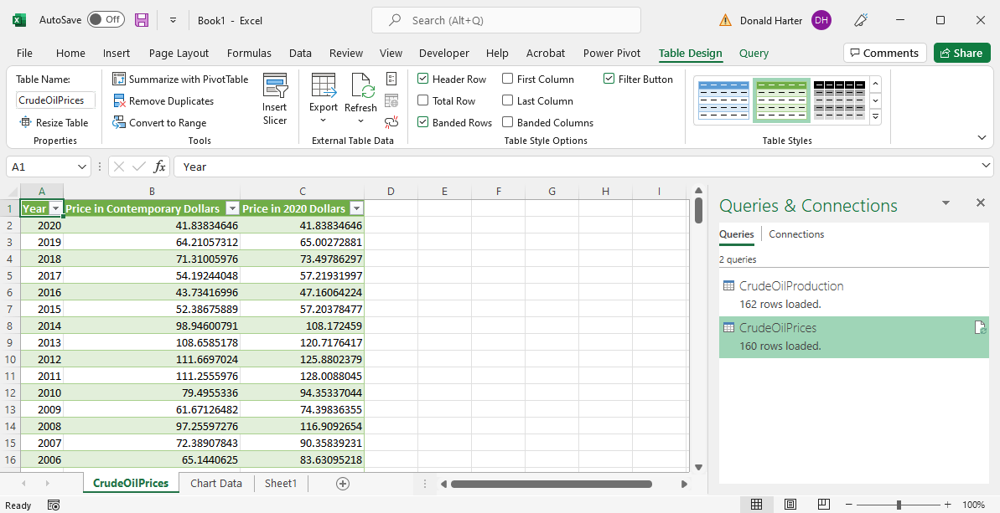 AutoSave Off Book1 - Excel Search (Alt+Q) Donald Harter DH
File Home Insert Page Layout Formulas Data Review View Developer Help Acrobat Power Pivot Table Design Query Comments Share
Table Name:
CrudeOilPrices
Resize Table
Properties
Summarize with PivotTable
Remove Duplicates
Convert to Range
Tools
Insert
Slicer
Export
Refresh
External Table Data
Header Row First Column Filter Button
Total Row Last Column
Banded Rows Banded Columns
Table Style Options
Table Styles
A1 fx Year
A B C D E F G H I
1 Year Price in Contemporary Dollars Price in 2020 Dollars
2 2020 41.83834646 41.83834646
3 2019 64.21057312 65.00272881
4 2018 71.31005976 73.49786297
5 2017 54.19244048 57.21931997
6 2016 43.73416996 47.16064224
7 2015 52.38675889 57.20378477
8 2014 98.94600791 108.172459
9 2013 108.6585178 120.7176417
10 2012 111.6697024 125.8802379
11 2011 111.2555976 128.0088045
12 2010 79.4955336 94.35337044
13 2009 61.67126482 74.39836355
14 2008 97.25597276 116.9092654
15 2007 72.38907843 90.35839231
16 2006 65.1440625 83.63095218
Queries & Connections
Queries Connections
2 queries
CrudeOilProduction
162 rows loaded.
CrudeOilPrices
160 rows loaded.
CrudeOilPrices Chart Data Sheet1
Ready 100%